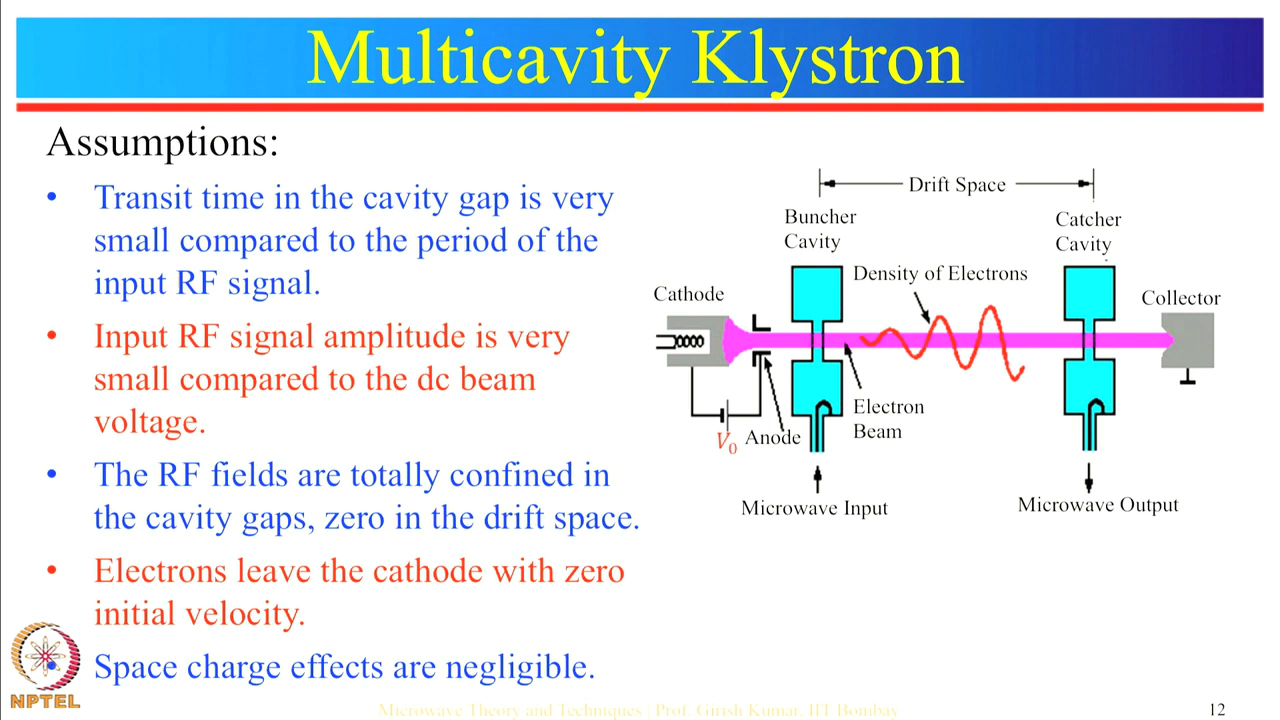 Multicavity Klystron
Assumptions:
• Transit time in the cavity gap is very
small compared to the period of the
input RF signal.
• Input RF signal amplitude is very
small compared to the dc beam
voltage.
• The RF fields are totally confined in
the cavity gaps, zero in the drift space.
• Electrons leave the cathode with zero
initial velocity.
• Space charge effects are negligible.
Drift Space
Buncher
Cavity
Catcher
Cavity
Density of Electrons
Cathode
Collector
Electron
Beam
V₀
Anode
Microwave Input
Microwave Output
NPTEL
Microwave Theory and Techniques | Prof. Girish Kumar, IIT Bombay
12